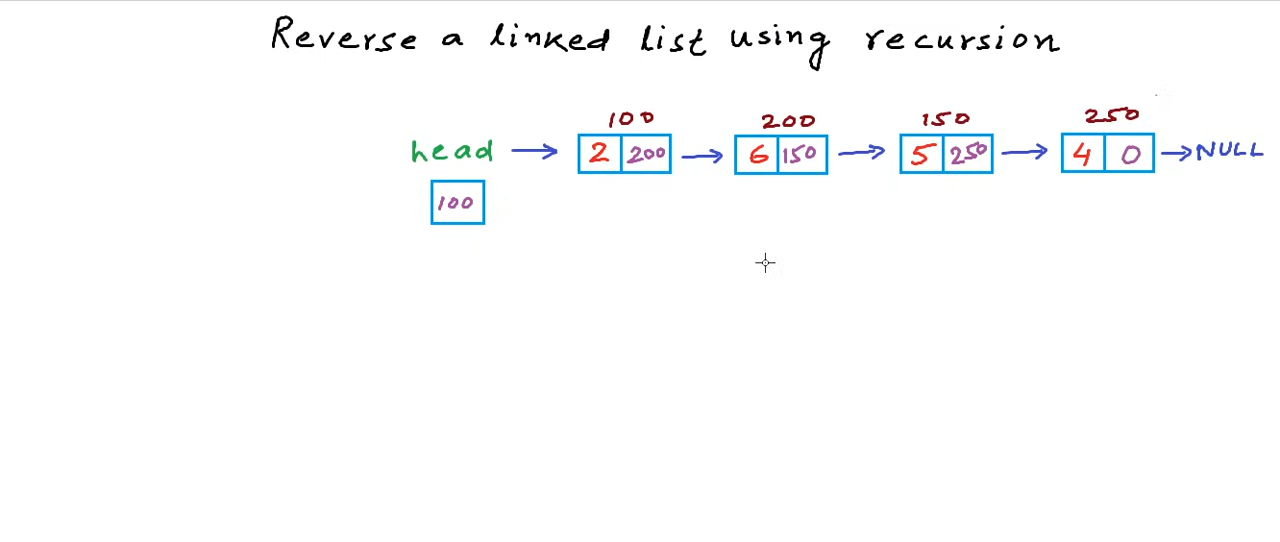 Reverse a linked list using recursion
100 200 150 250
head → 2 200 → 6 150 → 5 250 → 4 0 → NULL
100